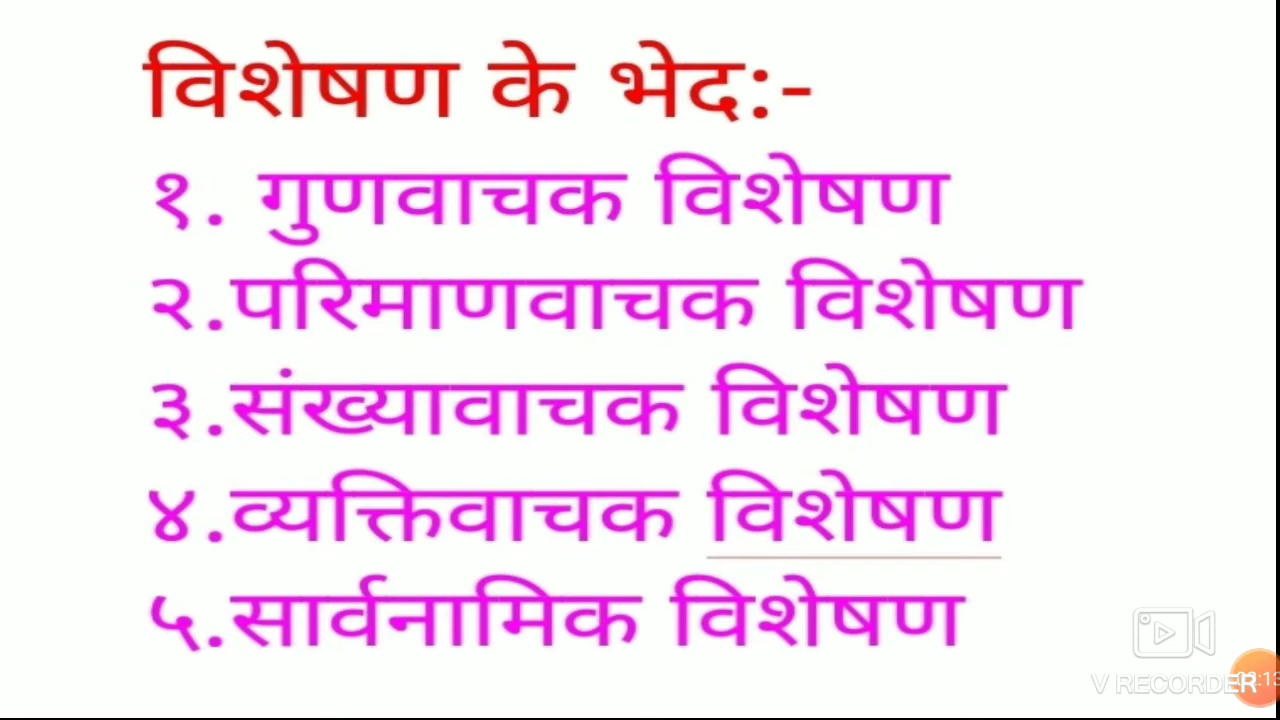 विशेषण के भेद:-
१. गुणवाचक विशेषण
२.परिमाणवाचक विशेषण
३.संख्यावाचक विशेषण
४.व्यक्तिवाचक विशेषण
५.सार्वनामिक विशेषण
V RECORDER